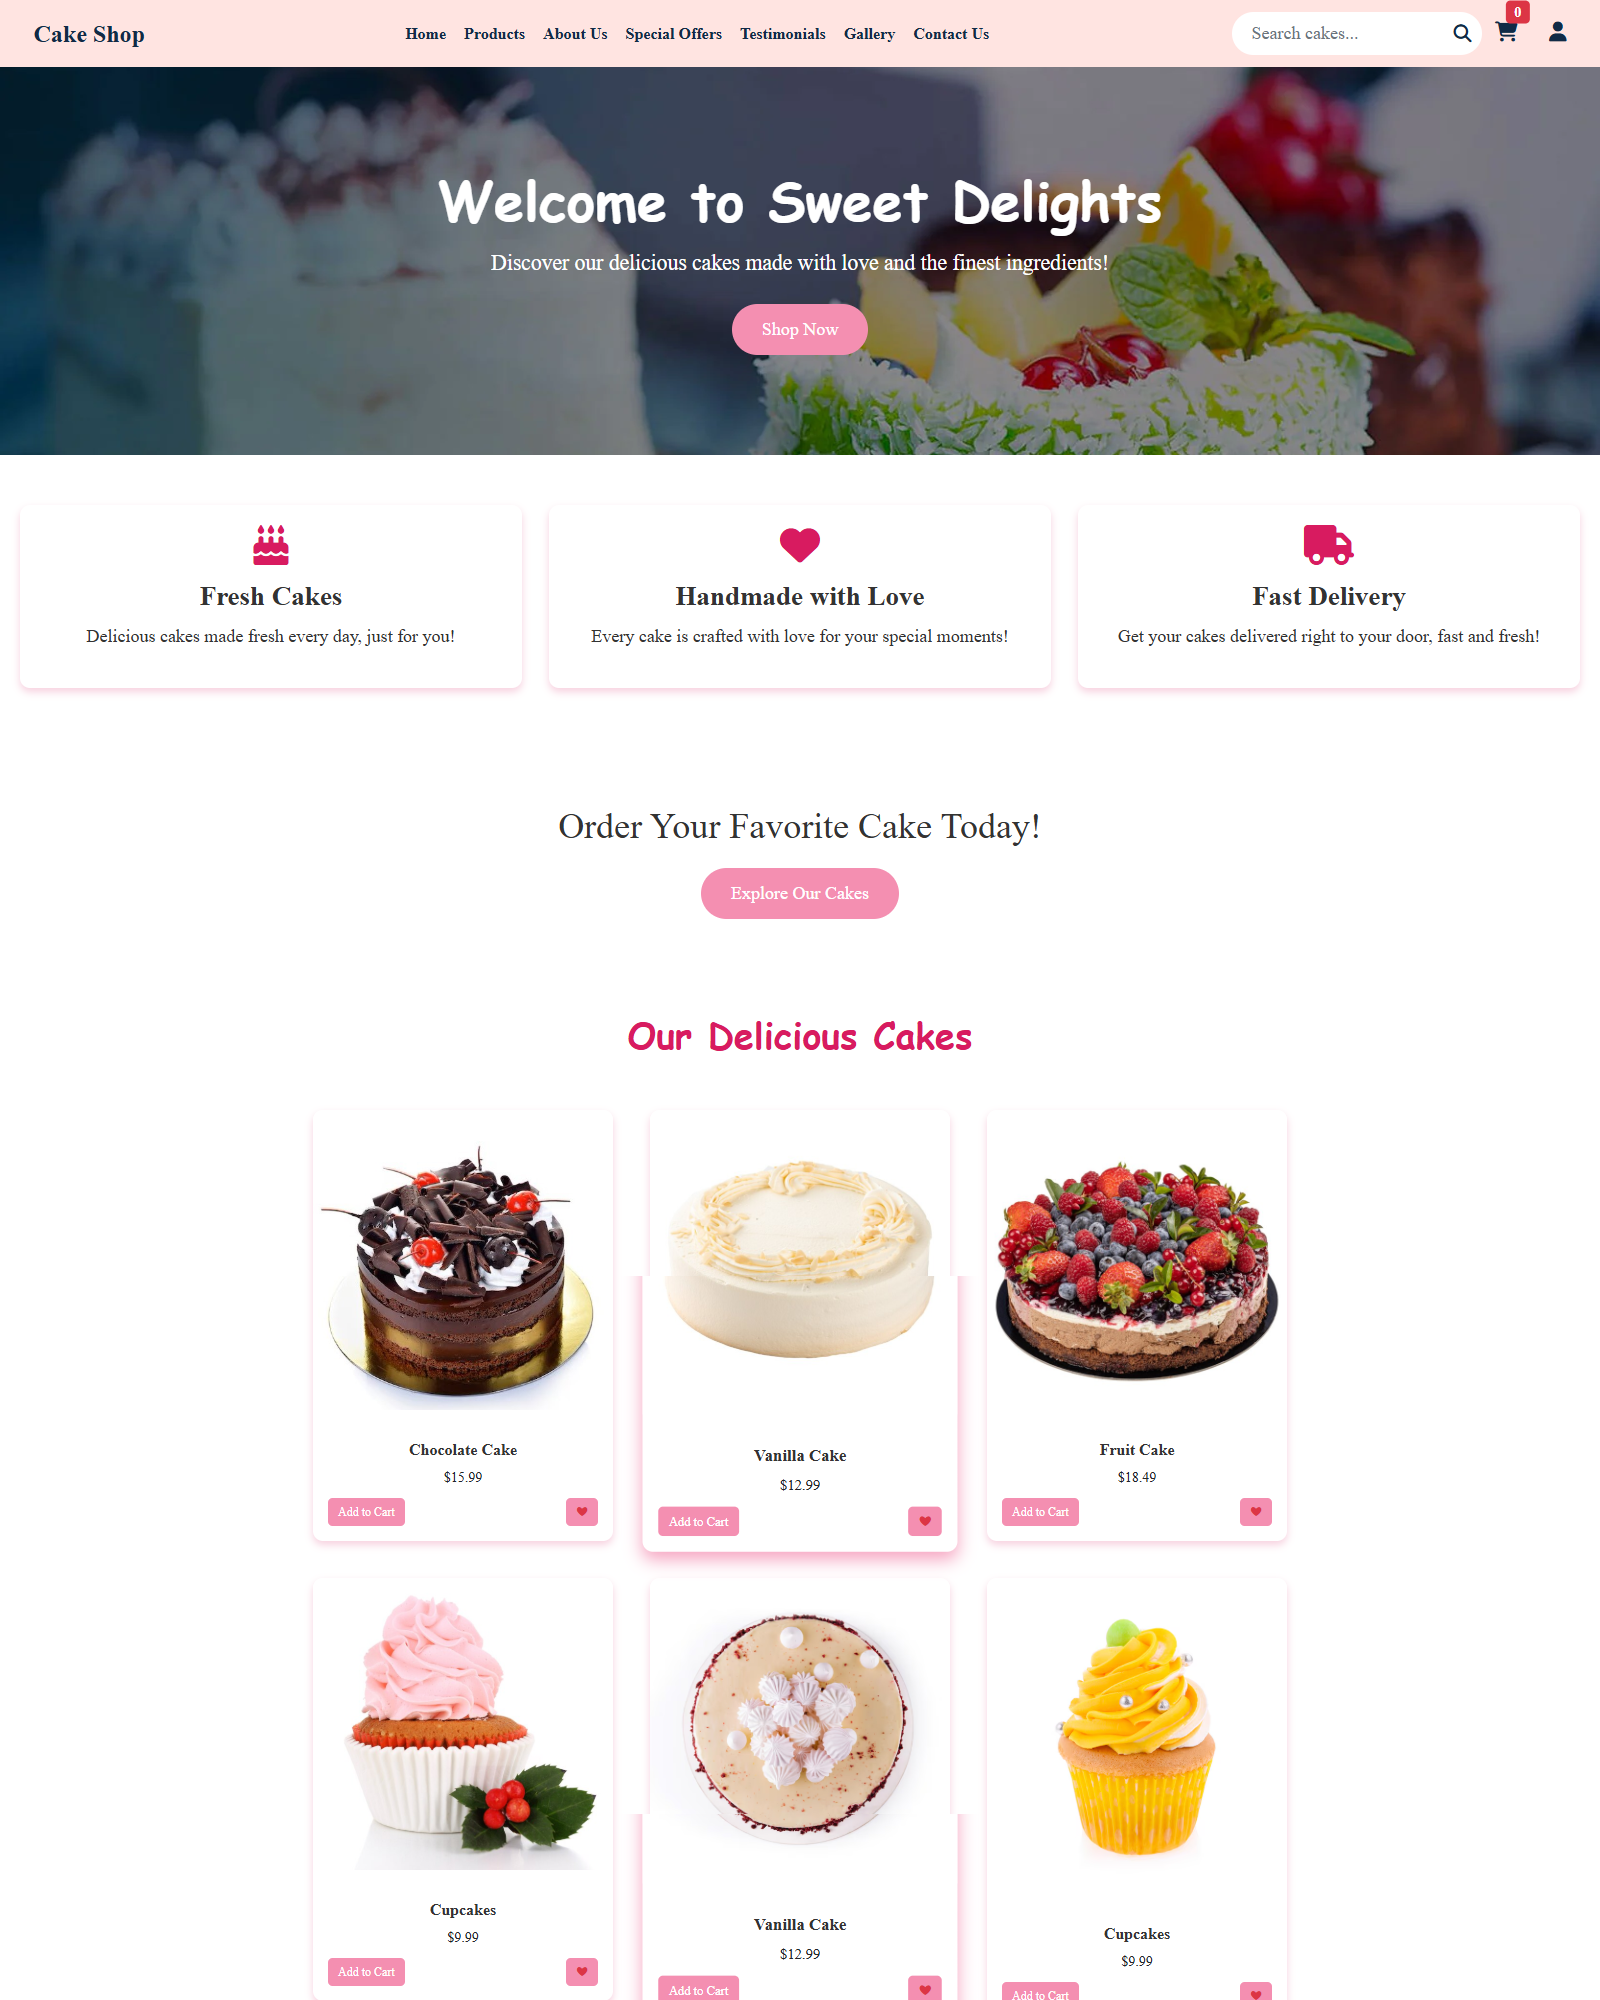 Cake Shop
Home Products About Us Special Offers Testimonials Gallery Contact Us
Search cakes...
0
Welcome to Sweet Delights
Discover our delicious cakes made with love and the finest ingredients!
Shop Now
Fresh Cakes
Delicious cakes made fresh every day, just for you!
Handmade with Love
Every cake is crafted with love for your special moments!
Fast Delivery
Get your cakes delivered right to your door, fast and fresh!
Order Your Favorite Cake Today!
Explore Our Cakes
Our Delicious Cakes
Chocolate Cake
$15.99
Add to Cart
Vanilla Cake
$12.99
Add to Cart
Fruit Cake
$18.49
Add to Cart
Cupcakes
$9.99
Add to Cart
Vanilla Cake
$12.99
Add to Cart
Cupcakes
$9.99
Add to Cart